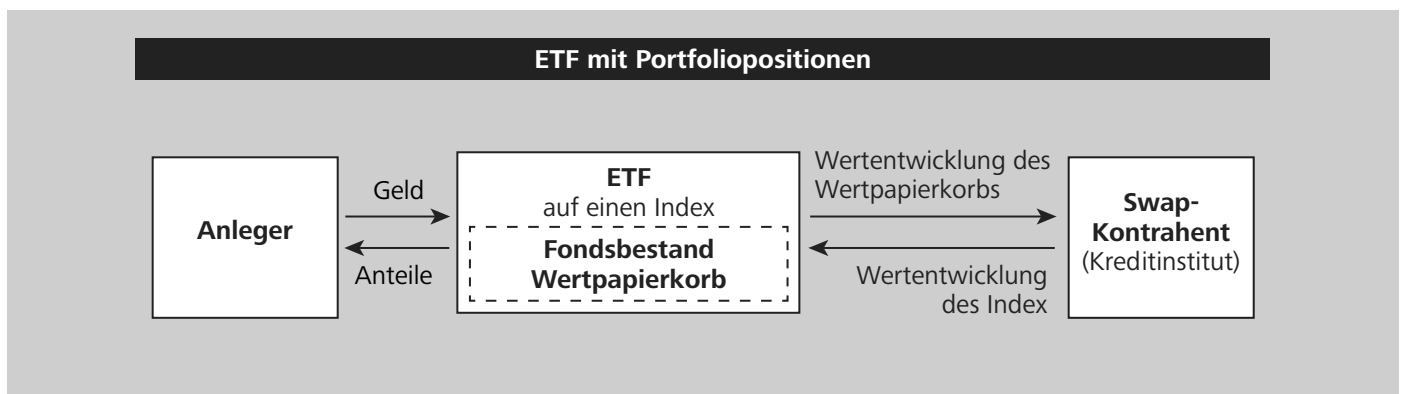 ETF mit Portfoliopositionen
Anleger
Geld
Anteile
ETF
auf einen Index
Fondsbestand
Wertpapierkorb
Wertentwicklung des
Wertpapierkorbs
Wertentwicklung
des Index
Swap-
Kontrahent
(Kreditinstitut)